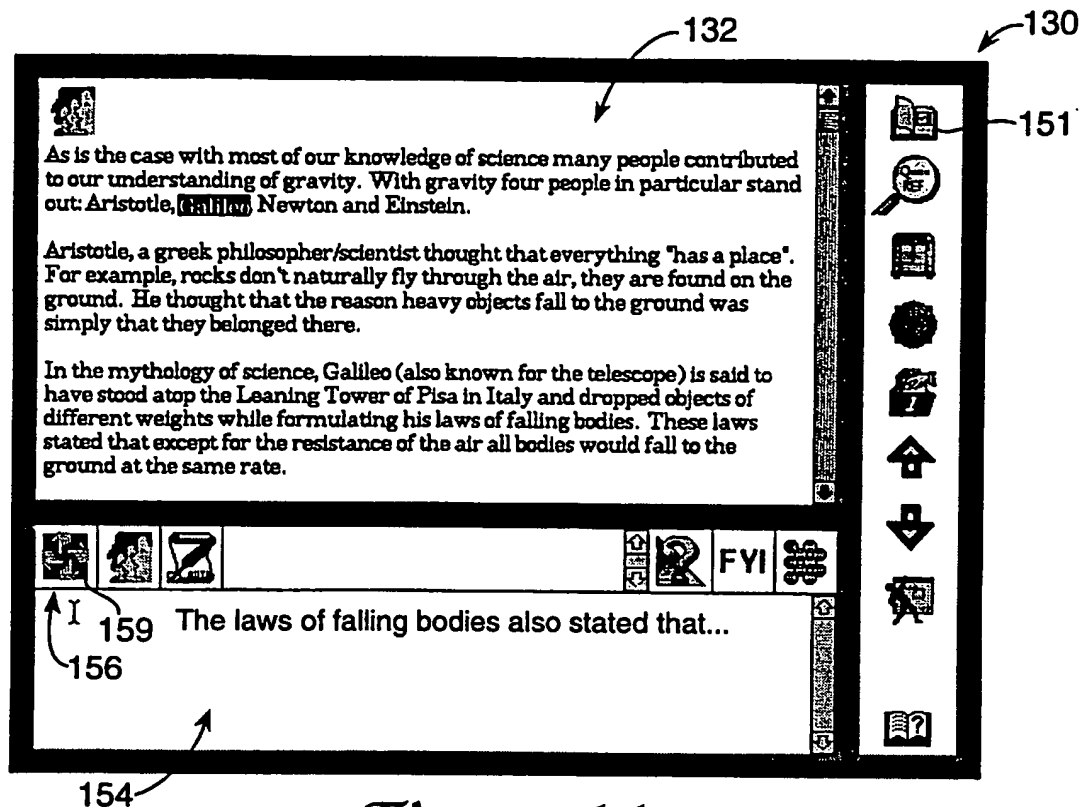 132
130
151
As is the case with most of our knowledge of science many people contributed
to our understanding of gravity. With gravity four people in particular stand
out: Aristotle, Galileo Newton and Einstein.
Aristotle, a greek philosopher/scientist thought that everything "has a place".
For example, rocks don't naturally fly through the air, they are found on the
ground. He thought that the reason heavy objects fall to the ground was
simply that they belonged there.
In the mythology of science, Galileo (also known for the telescope) is said to
have stood atop the Leaning Tower of Pisa in Italy and dropped objects of
different weights while formulating his laws of falling bodies. These laws
stated that except for the resistance of the air all bodies would fall to the
ground at the same rate.
REF
1
FYI
159
The laws of falling bodies also stated that...
156
?
154